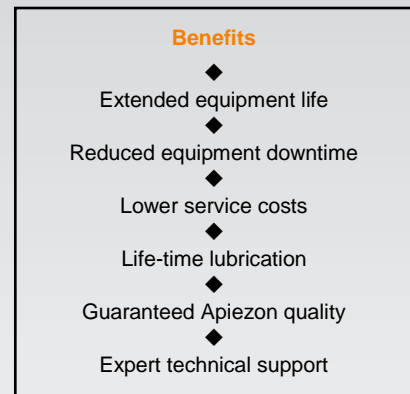 Benefits
◆
Extended equipment life
◆
Reduced equipment downtime
◆
Lower service costs
◆
Life-time lubrication
◆
Guaranteed Apiezon quality
◆
Expert technical support